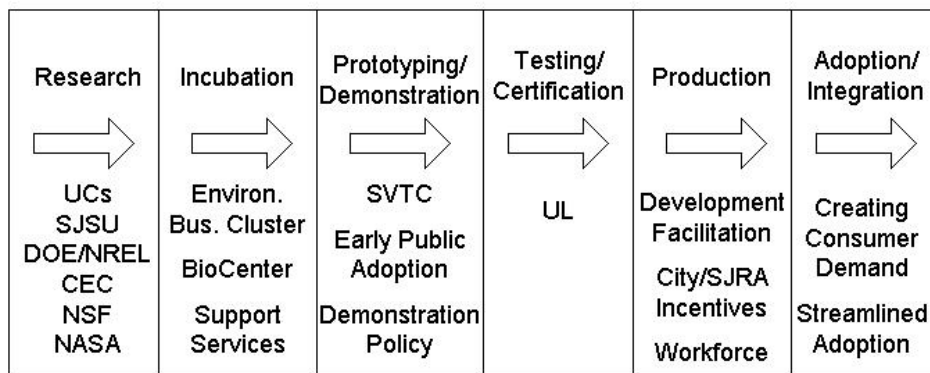 Research
UCs
SJSU
DOE/NREL
CEC
NSF
NASA
Incubation
Environ.
Bus. Cluster
BioCenter
Support
Services
Prototyping/
Demonstration
SVTC
Early Public
Adoption
Demonstration
Policy
Testing/
Certification
UL
Production
Development
Facilitation
City/SJRA
Incentives
Workforce
Adoption/
Integration
Creating
Consumer
Demand
Streamlined
Adoption